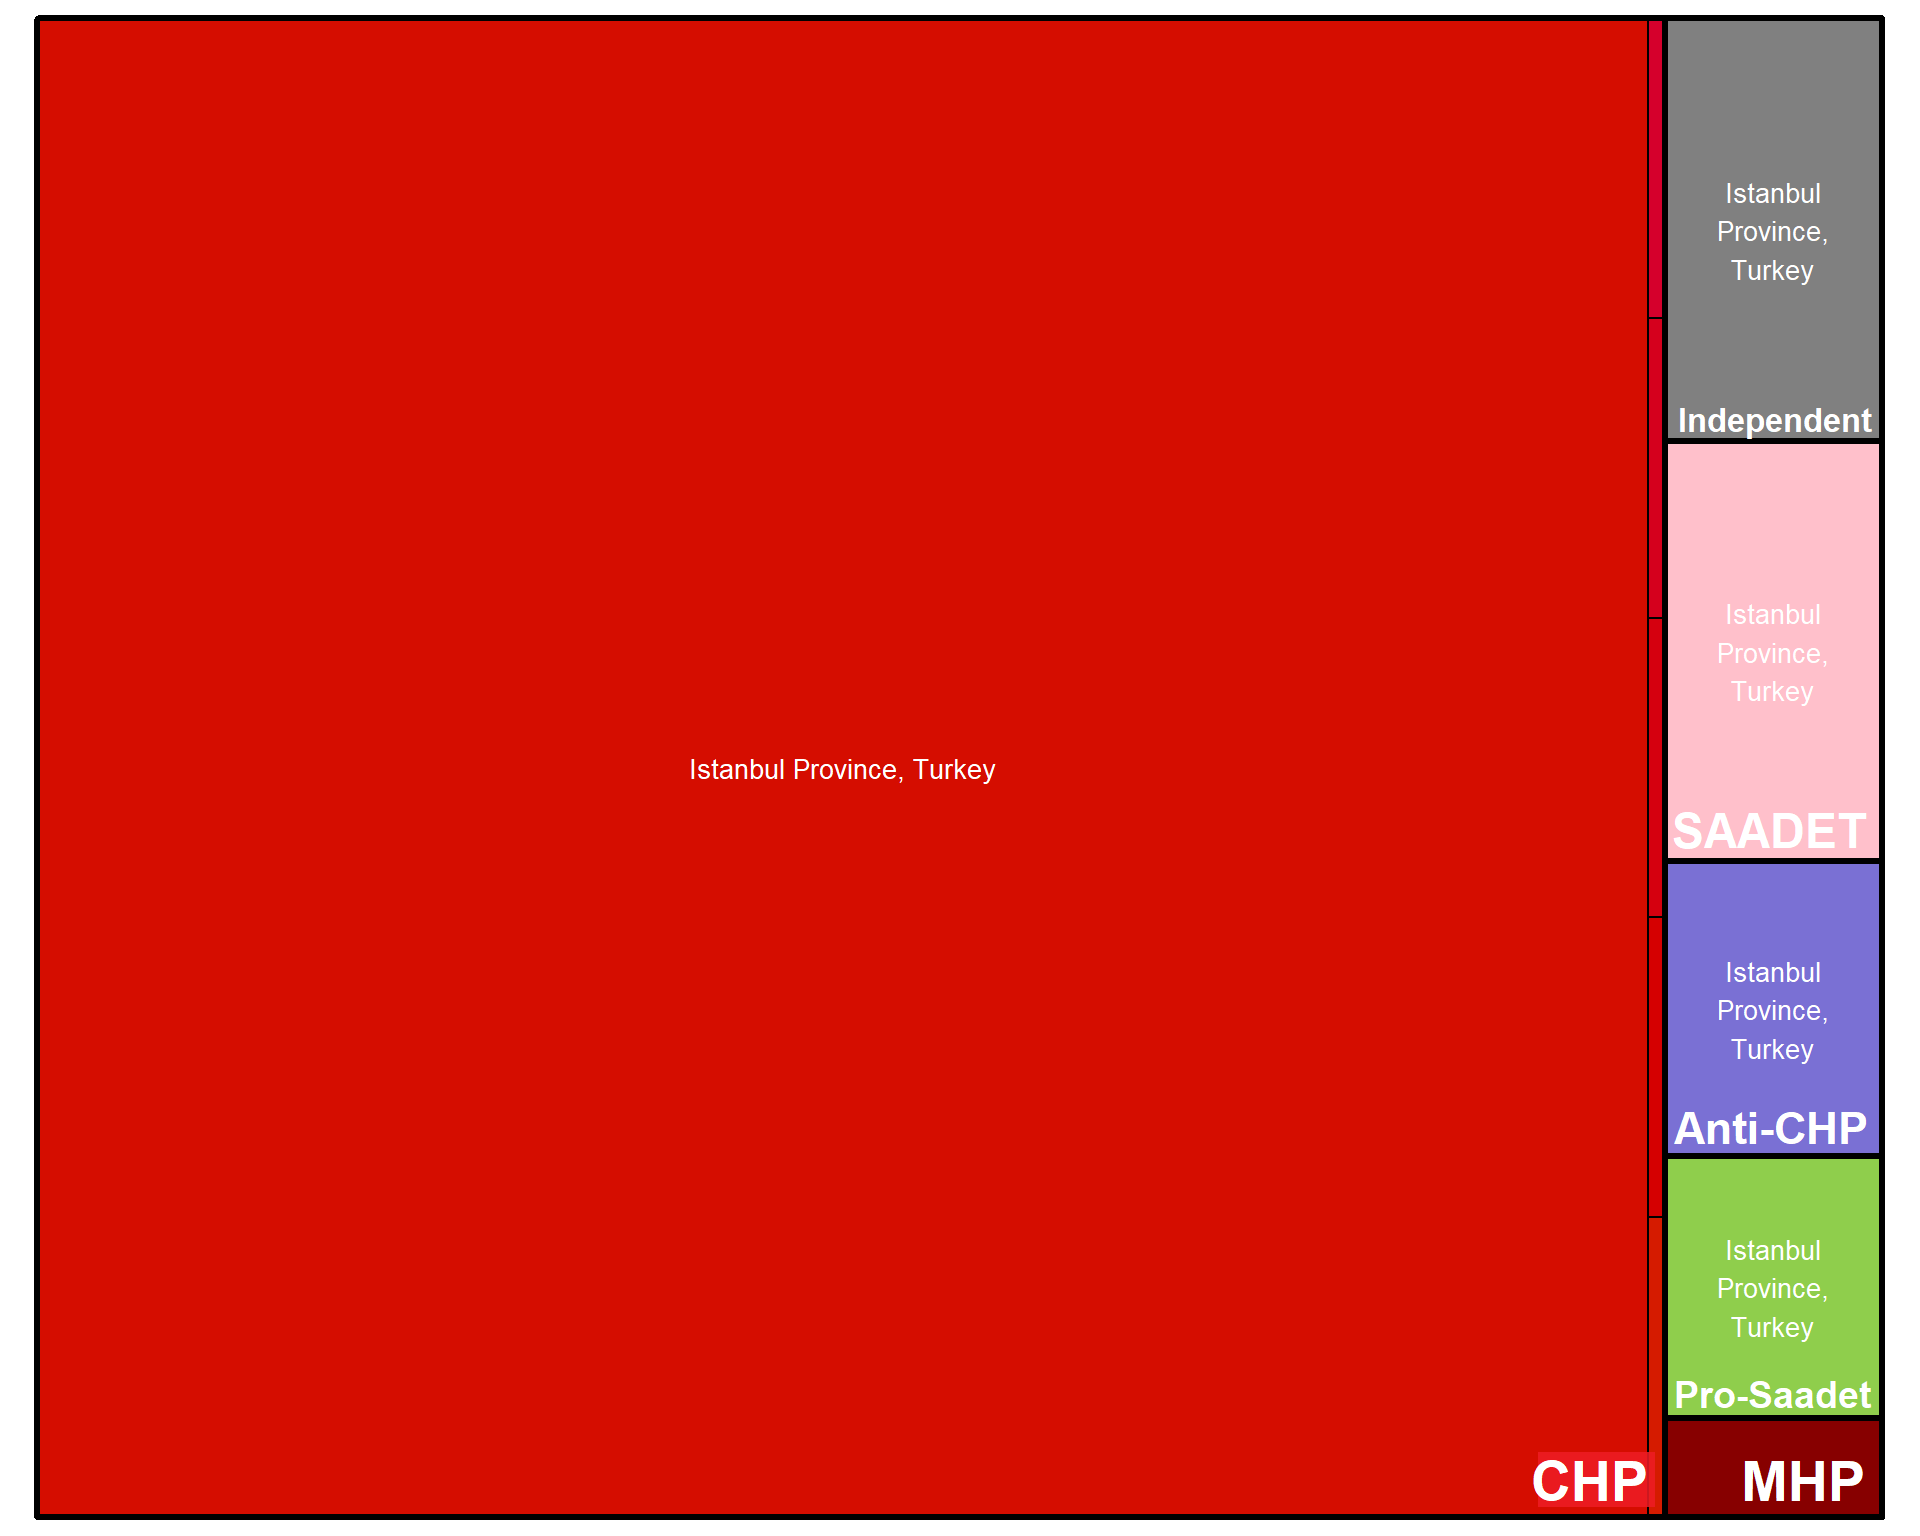 Istanbul Province, Turkey
CHP
Istanbul
Province,
Turkey
Independent
Istanbul
Province,
Turkey
SAADET
Istanbul
Province,
Turkey
Anti-CHP
Istanbul
Province,
Turkey
Pro-Saadet
MHP